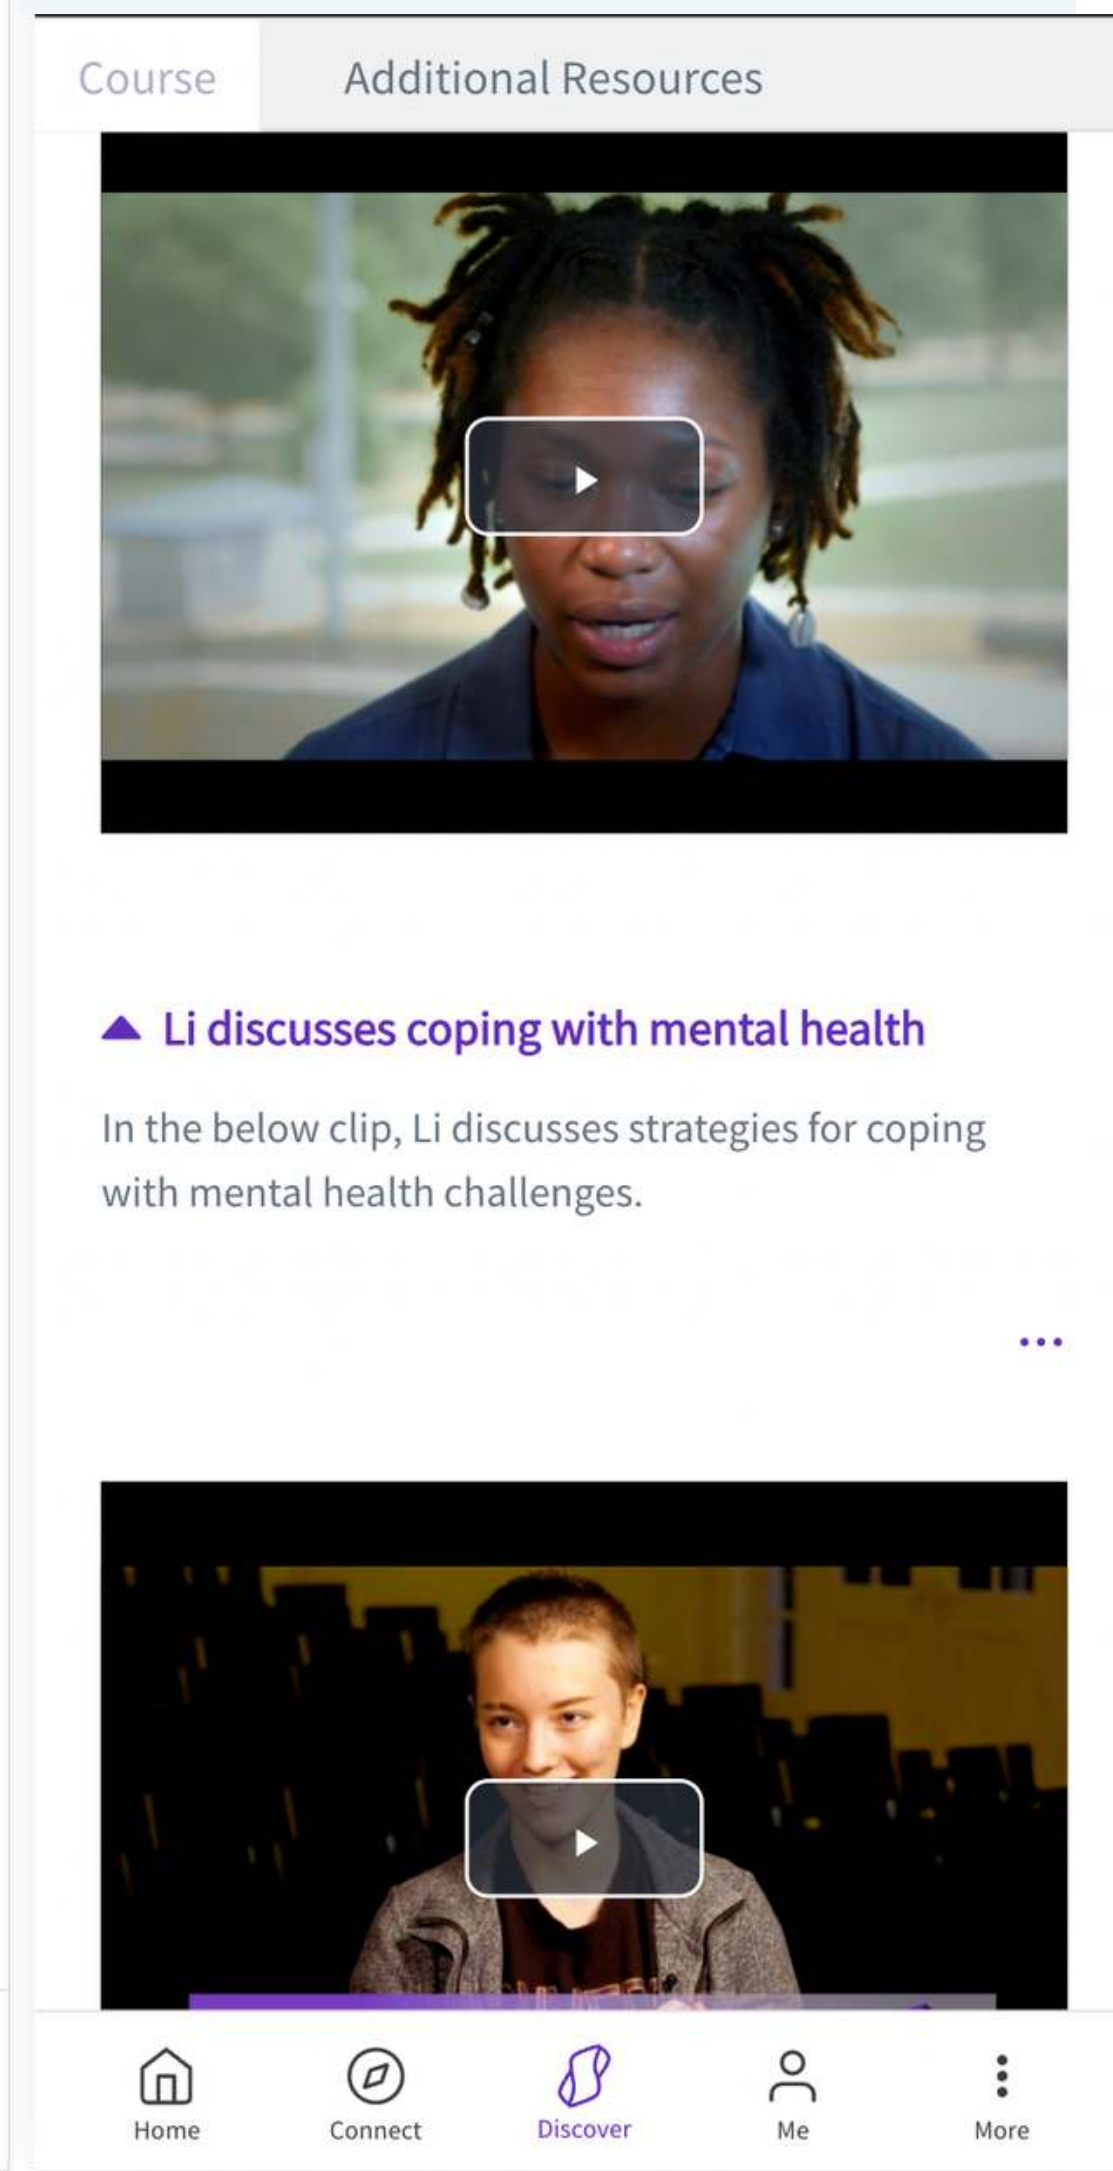 Course
Additional Resources
Li discusses coping with mental health
In the below clip, Li discusses strategies for coping
with mental health challenges.
Home
Connect
Discover
Me
More